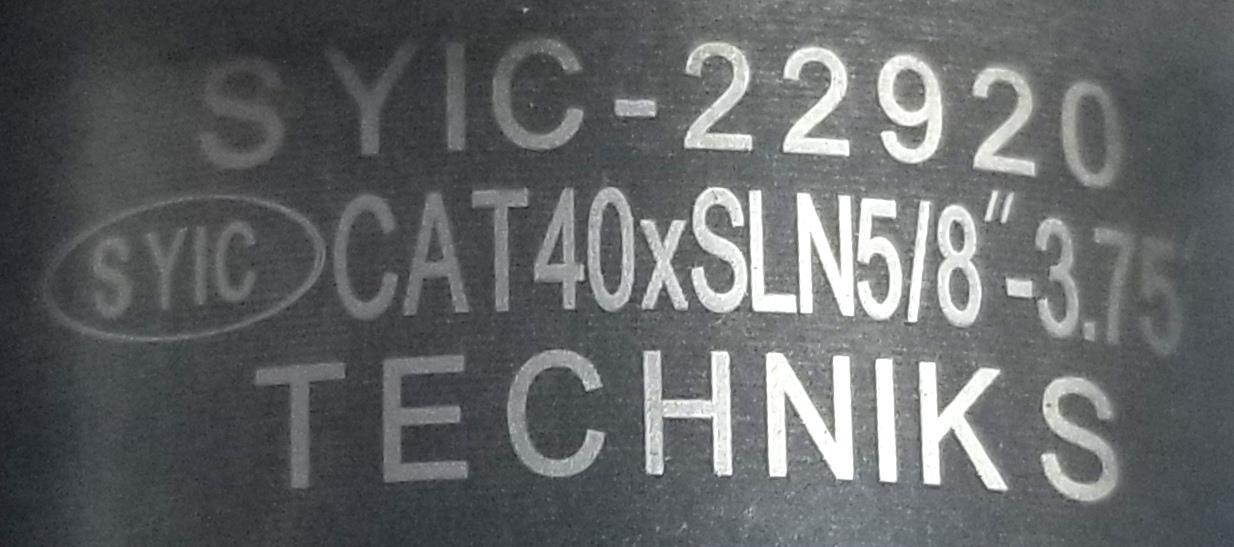 SYIC-22920
SYIC CAT40xSLN5/8"-3.75"
TECHNIKS